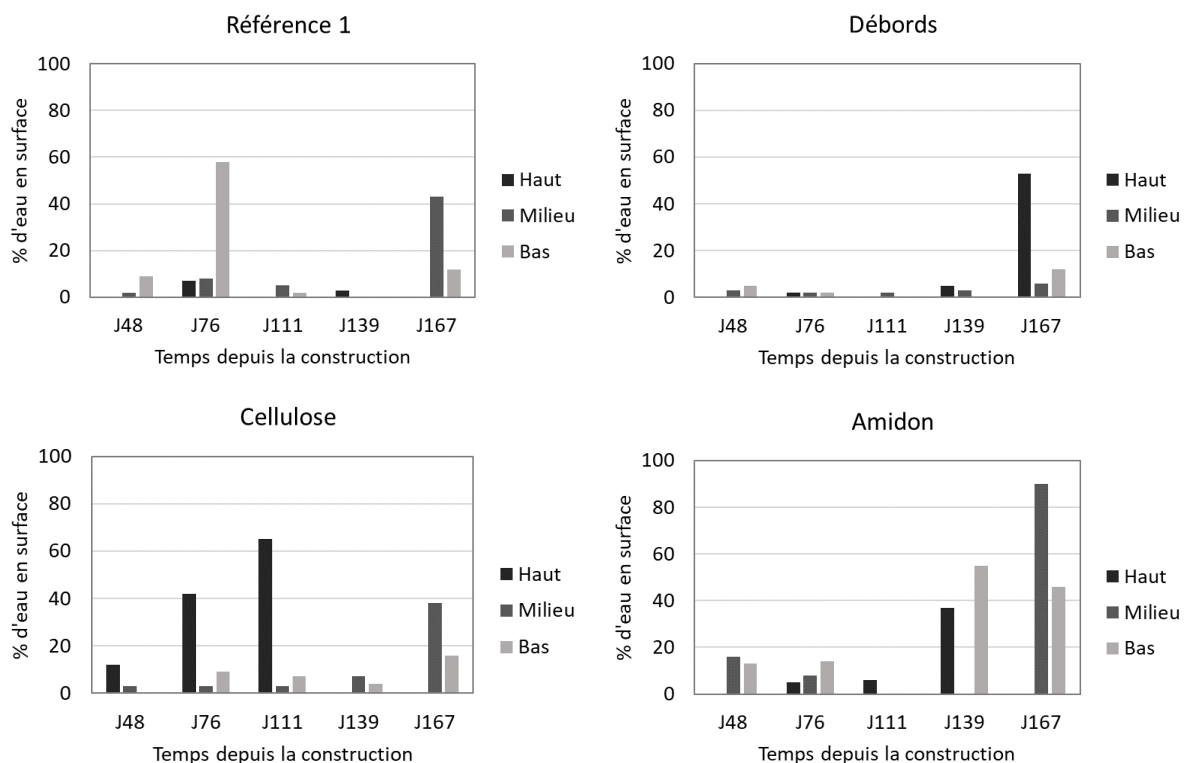 Référence 1
100
80
60
40
20
0
% d'eau en surface
J48 J76 J111 J139 J167
Temps depuis la construction
Haut
Milieu
Bas
Débords
100
80
60
40
20
0
% d'eau en surface
J48 J76 J111 J139 J167
Temps depuis la construction
Haut
Milieu
Bas
Cellulose
100
80
60
40
20
0
% d'eau en surface
J48 J76 J111 J139 J167
Temps depuis la construction
Haut
Milieu
Bas
Amidon
100
80
60
40
20
0
% d'eau en surface
J48 J76 J111 J139 J167
Temps depuis la construction
Haut
Milieu
Bas